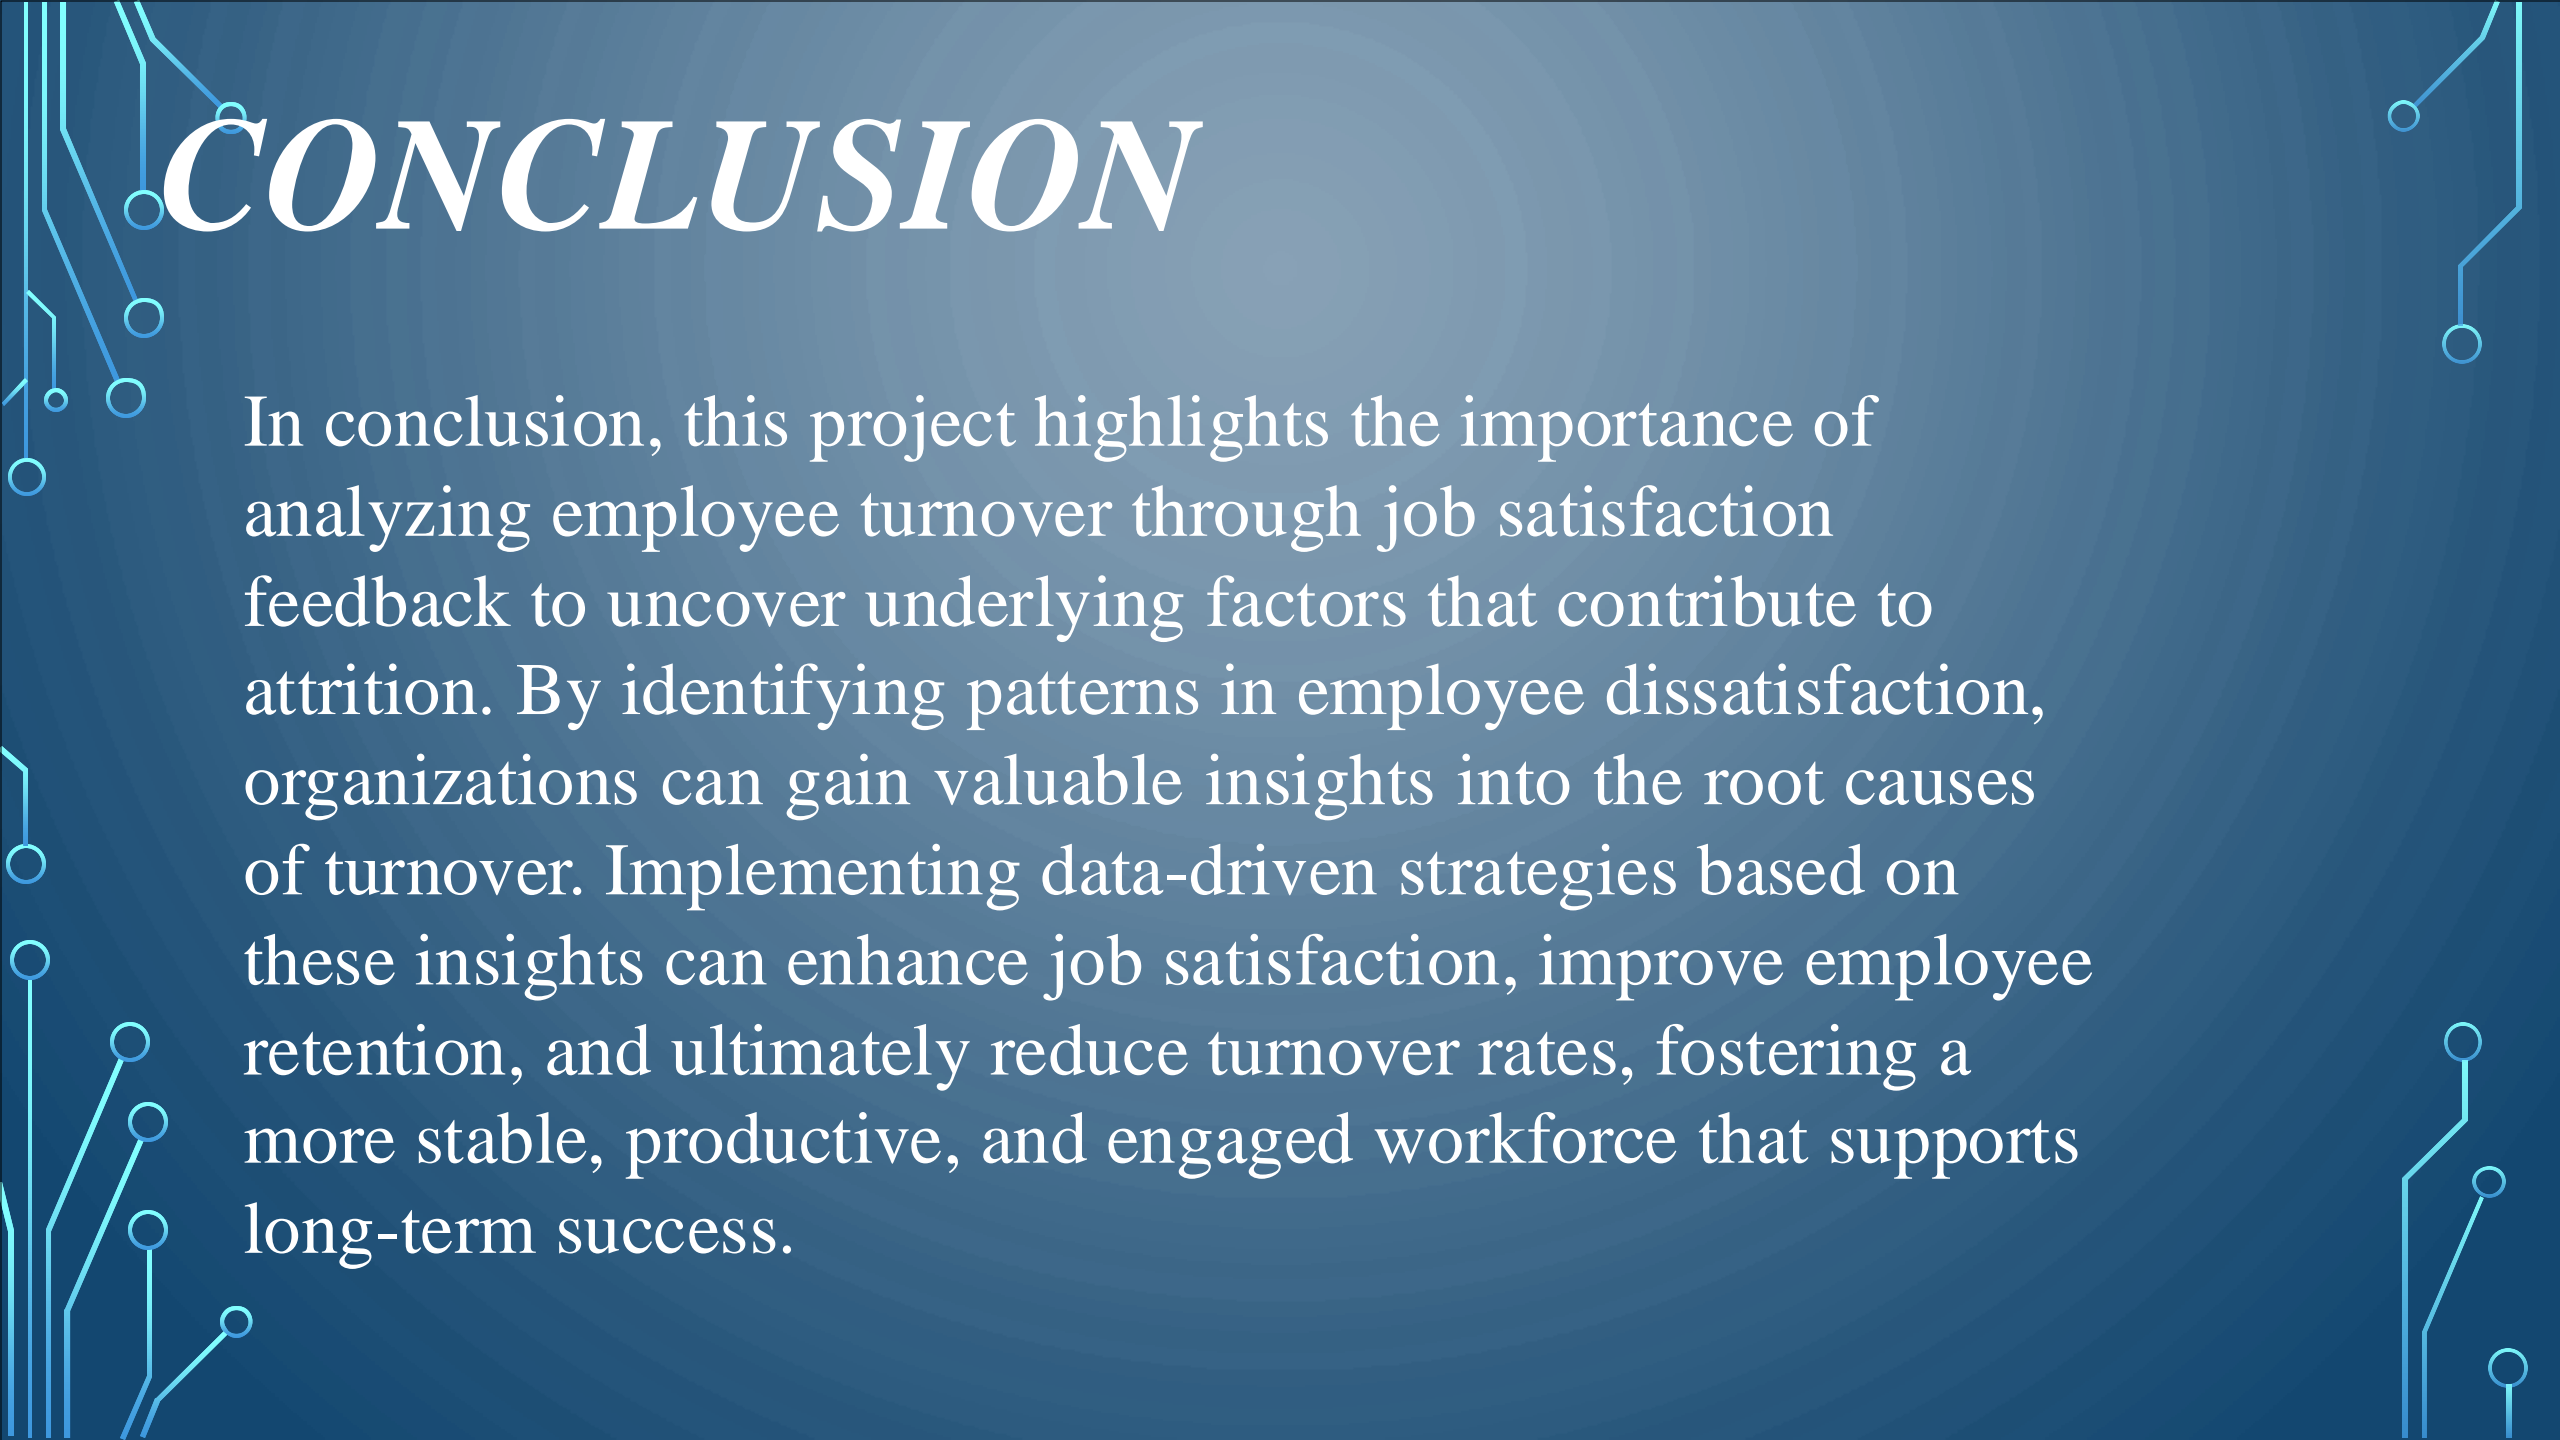 CONCLUSION
In conclusion, this project highlights the importance of
analyzing employee turnover through job satisfaction
feedback to uncover underlying factors that contribute to
attrition. By identifying patterns in employee dissatisfaction,
organizations can gain valuable insights into the root causes
of turnover. Implementing data-driven strategies based on
these insights can enhance job satisfaction, improve employee
retention, and ultimately reduce turnover rates, fostering a
more stable, productive, and engaged workforce that supports
long-term success.